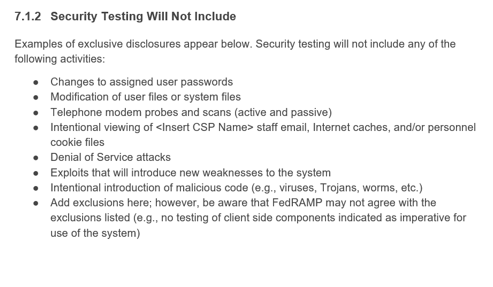 7.1.2 Security Testing Will Not Include
Examples of exclusive disclosures appear below. Security testing will not include any of the
following activities:
● Changes to assigned user passwords
● Modification of user files or system files
● Telephone modem probes and scans (active and passive)
● Intentional viewing of <Insert CSP Name> staff email, Internet caches, and/or personnel
cookie files
● Denial of Service attacks
● Exploits that will introduce new weaknesses to the system
● Intentional introduction of malicious code (e.g., viruses, Trojans, worms, etc.)
● Add exclusions here; however, be aware that FedRAMP may not agree with the
exclusions listed (e.g., no testing of client side components indicated as imperative for
use of the system)